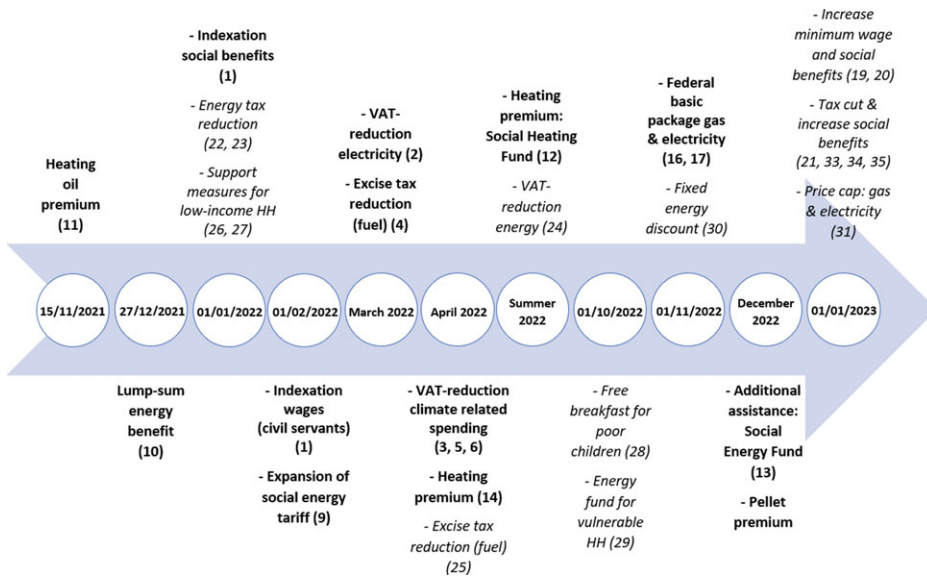 - Indexation
social benefits
(1)
- Energy tax
reduction
(22, 23)
- Support
measures for
low-income HH
(26, 27)
- Increase
minimum wage
and social
benefits (19, 20)
- Tax cut &
increase social
benefits
(21, 33, 34, 35)
- Price cap: gas
& electricity
(31)
Heating
oil
premium
(11)
- VAT-
reduction
electricity (2)
- Excise tax
reduction
(fuel) (4)
- Heating
premium:
Social Heating
Fund (12)
- VAT-
reduction
energy (24)
- Federal
basic
package gas
& electricity
(16, 17)
- Fixed
energy
discount (30)
15/11/2021
27/12/2021
01/01/2022
01/02/2022
March 2022
April 2022
Summer
2022
01/10/2022
01/11/2022
December
2022
01/01/2023
Lump-sum
energy
benefit
(10)
- Indexation
wages
(civil servants)
(1)
- Expansion of
social energy
tariff (9)
- VAT-reduction
climate related
spending
(3, 5, 6)
- Heating
premium (14)
- Excise tax
reduction (fuel)
(25)
- Free
breakfast for
poor
children (28)
- Energy
fund for
vulnerable
HH (29)
- Additional
assistance:
Social
Energy Fund
(13)
- Pellet
premium